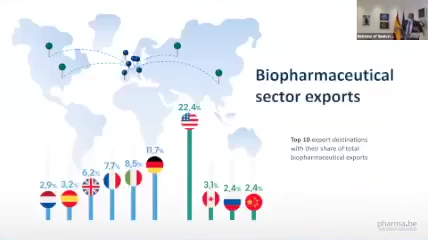 Biopharmaceutical
sector exports
Top 10 export destinations
with their share of total
biopharmaceutical exports
22,4%
11,7%
8,5%
7,7%
6,2%
3,2%
2,9%
3,1%
2,4%
2,4%
pharma.be